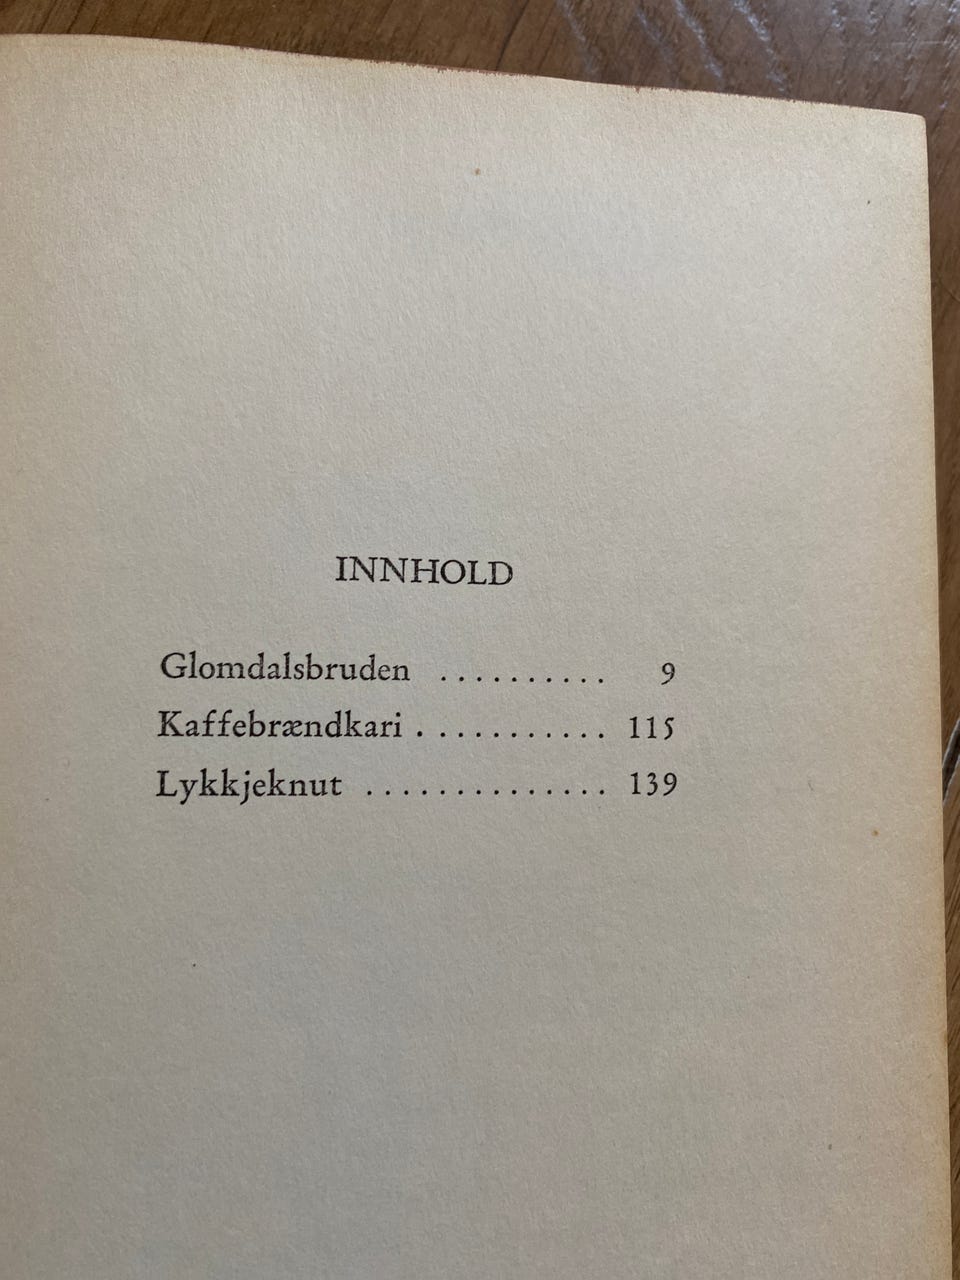 INNHOLD
Glomdalsbruden .......... 9
Kaffebrændkari ........... 115
Lykkjeknut .............. 139